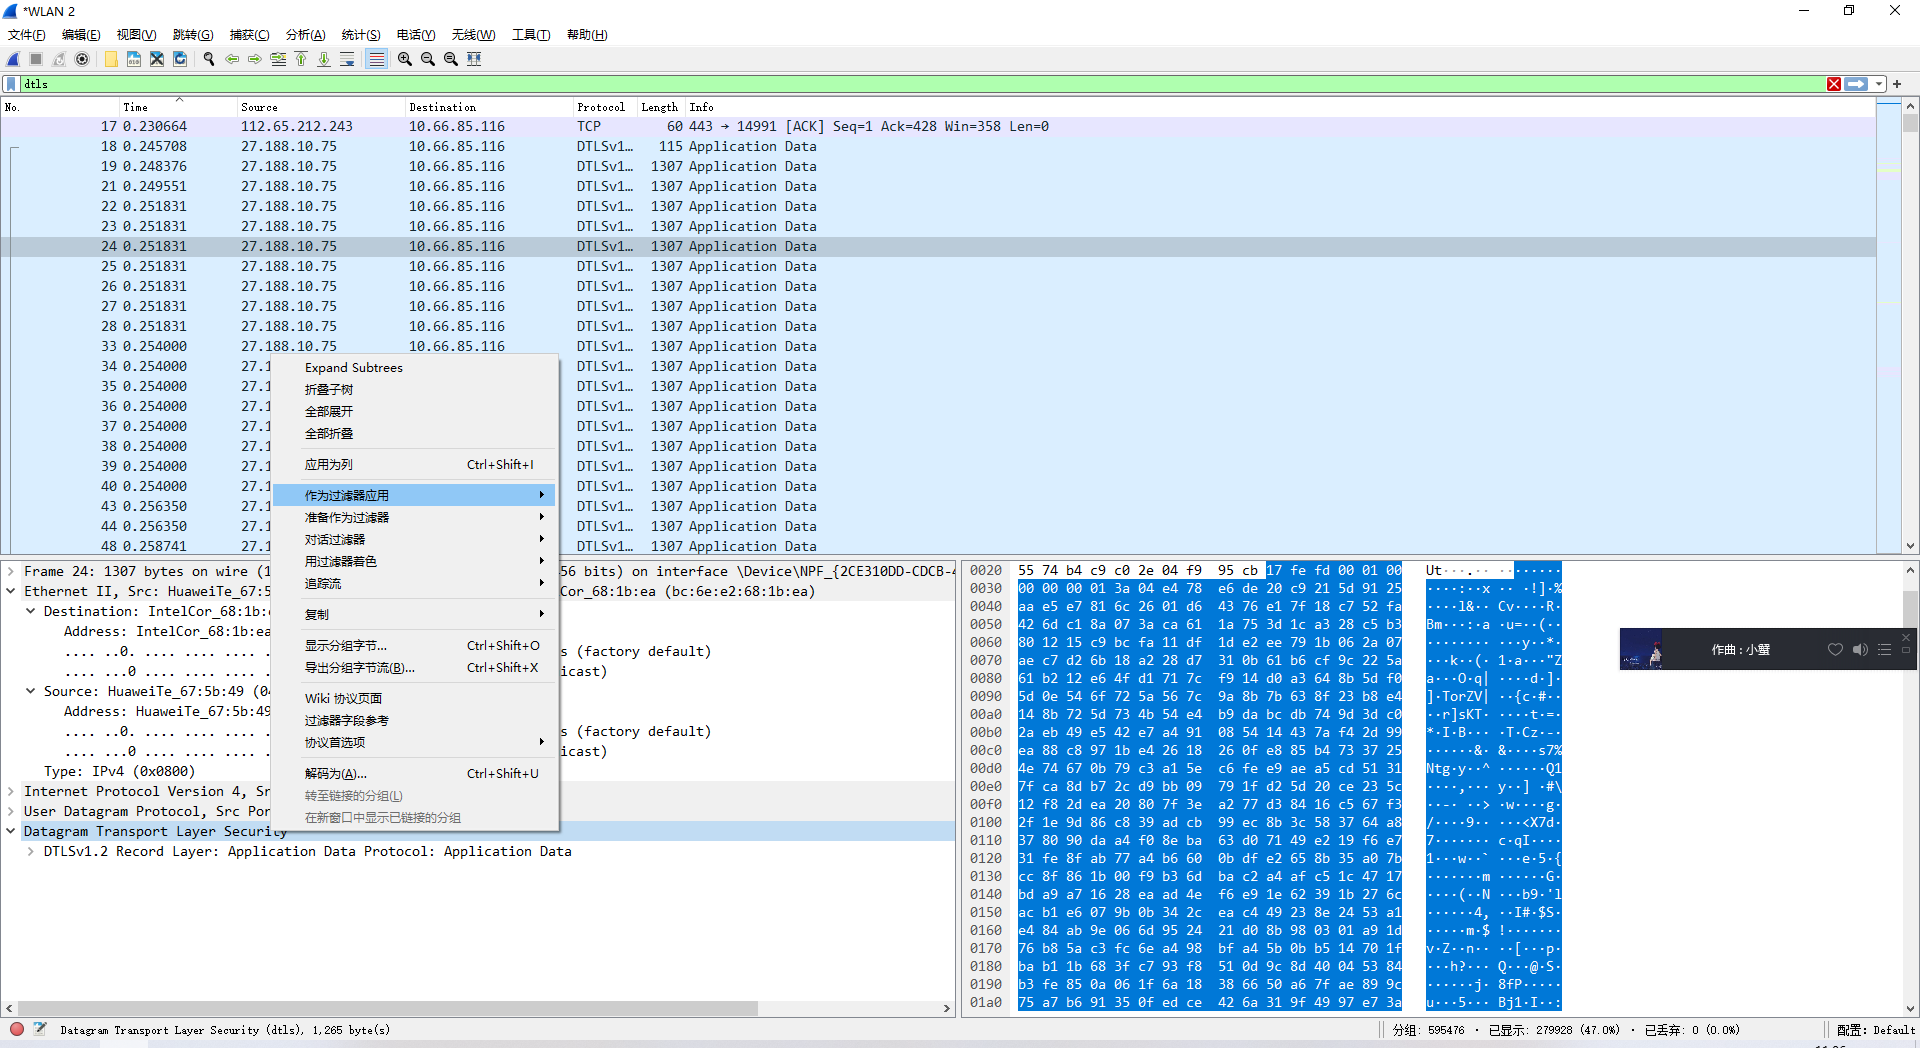 *WLAN 2
文件(F) 编辑(E) 视图(V) 跳转(G) 捕获(C) 分析(A) 统计(S) 电话(Y) 无线(W) 工具(T) 帮助(H)
dtls
No. Time Source Destination Protocol Length Info
17 0.230664 112.65.212.243 10.66.85.116 TCP 60 443 → 14991 [ACK] Seq=1 Ack=428 Win=358 Len=0
18 0.245708 27.188.10.75 10.66.85.116 DTLSv1… 115 Application Data
19 0.248376 27.188.10.75 10.66.85.116 DTLSv1… 1307 Application Data
21 0.249551 27.188.10.75 10.66.85.116 DTLSv1… 1307 Application Data
22 0.251831 27.188.10.75 10.66.85.116 DTLSv1… 1307 Application Data
23 0.251831 27.188.10.75 10.66.85.116 DTLSv1… 1307 Application Data
24 0.251831 27.188.10.75 10.66.85.116 DTLSv1… 1307 Application Data
25 0.251831 27.188.10.75 10.66.85.116 DTLSv1… 1307 Application Data
26 0.251831 27.188.10.75 10.66.85.116 DTLSv1… 1307 Application Data
27 0.251831 27.188.10.75 10.66.85.116 DTLSv1… 1307 Application Data
28 0.251831 27.188.10.75 10.66.85.116 DTLSv1… 1307 Application Data
33 0.254000 27.188.10.75 10.66.85.116 DTLSv1… 1307 Application Data
34 0.254000 27.1 DTLSv1… 1307 Application Data
35 0.254000 27.1 DTLSv1… 1307 Application Data
36 0.254000 27.1 DTLSv1… 1307 Application Data
37 0.254000 27.1 DTLSv1… 1307 Application Data
38 0.254000 27.1 DTLSv1… 1307 Application Data
39 0.254000 27.1 DTLSv1… 1307 Application Data
40 0.254000 27.1 DTLSv1… 1307 Application Data
43 0.256350 27.1 DTLSv1… 1307 Application Data
44 0.256350 27.1 DTLSv1… 1307 Application Data
48 0.258741 27.1 DTLSv1… 1307 Application Data
Expand Subtrees
折叠子树
全部展开
全部折叠
应用为列 Ctrl+Shift+I
作为过滤器应用
准备作为过滤器
对话过滤器
用过滤器着色
追踪流
复制
显示分组字节... Ctrl+Shift+O
导出分组字节流(B)... Ctrl+Shift+X
Wiki 协议页面
过滤器字段参考
协议首选项
解码为(A)... Ctrl+Shift+U
转至链接的分组(L)
在新窗口中显示已链接的分组
Frame 24: 1307 bytes on wire (1 56 bits) on interface \Device\NPF_{2CE310DD-CDCB-4
Ethernet II, Src: HuaweiTe_67:5 Cor_68:1b:ea (bc:6e:e2:68:1b:ea)
Destination: IntelCor_68:1b:
Address: IntelCor_68:1b:ea
.... ..0. .... .... .... s (factory default)
.... ...0 .... .... .... icast)
Source: HuaweiTe_67:5b:49 (0
Address: HuaweiTe_67:5b:49
.... ..0. .... .... .... s (factory default)
.... ...0 .... .... .... icast)
Type: IPv4 (0x0800)
Internet Protocol Version 4, Sr
User Datagram Protocol, Src Por
Datagram Transport Layer Security
DTLSv1.2 Record Layer: Application Data Protocol: Application Data
0020 55 74 b4 c9 c0 2e 04 f9 95 cb 17 fe fd 00 01 00 Ut
0030 00 00 00 01 3a 04 e4 78 e6 de 20 c9 21 5d 91 25
0040 aa e5 e7 81 6c 26 01 d6 43 76 e1 7f 18 c7 52 fa
0050 42 6d c1 8a 07 3a ca 61 1a 75 3d 1c a3 28 c5 b3
0060 80 12 15 c9 bc fa 11 df 1d e2 ee 79 1b 06 2a 07
0070 ae c7 d2 6b 18 a2 28 d7 31 0b 61 b6 cf 9c 22 5a
0080 61 b2 12 e6 4f d1 71 7c f9 14 d0 a3 64 8b 5d f0
0090 5d 0e 54 6f 72 5a 56 7c 9a 8b 7b 63 8f 23 b8 e4
00a0 14 8b 72 5d 73 4b 54 e4 b9 da bc db 74 9d 3d c0
00b0 2a eb 49 e5 42 e7 a4 91 08 54 14 43 7a f4 2d 99
00c0 ea 88 c8 97 1b e4 26 18 26 0f e8 85 b4 73 37 25
00d0 4e 74 67 0b 79 c3 a1 5e c6 fe e9 ae a5 cd 51 31
00e0 7f ca 8d b7 2c d9 bb 09 79 1f d2 5d 20 ce 23 5c
00f0 12 f8 2d ea 20 80 7f 3e a2 77 d3 84 16 c5 67 f3
0100 2f 1e 9d 86 c8 39 ad cb 99 ec 8b 3c 58 37 64 a8
0110 37 80 90 da a4 f0 8e ba 63 d0 71 49 e2 19 f6 e7
0120 31 fe 8f ab 77 a4 b6 60 0b df e2 65 8b 35 a0 7b
0130 cc 8f 86 1b 00 f9 b3 6d ba c2 a4 af c5 1c 47 17
0140 bd a9 a7 16 28 ea ad 4e f6 e9 1e 62 39 1b 27 6c
0150 ac b1 e6 07 9b 0b 34 2c ea c4 49 23 8e 24 53 a1
0160 e4 84 ab 9e 06 6d 95 24 21 d0 8b 98 03 01 a9 1d
0170 76 b8 5a c3 fc 6e a4 98 bf a4 5b 0b b5 14 70 1f
0180 ba b1 1b 68 3f c7 93 f8 51 0d 9c 8d 40 04 53 84
0190 b3 fe 85 0a 06 1f 6a 18 38 66 50 a6 7f ae 89 9c
01a0 75 a7 b6 91 35 0f ed ce 42 6a 31 9f 49 97 e7 3a
作曲 : 小蟹
Datagram Transport Layer Security (dtls), 1,265 byte(s)
分组: 595476 · 已显示: 279928 (47.0%) · 已丢弃: 0 (0.0%)
配置: Default